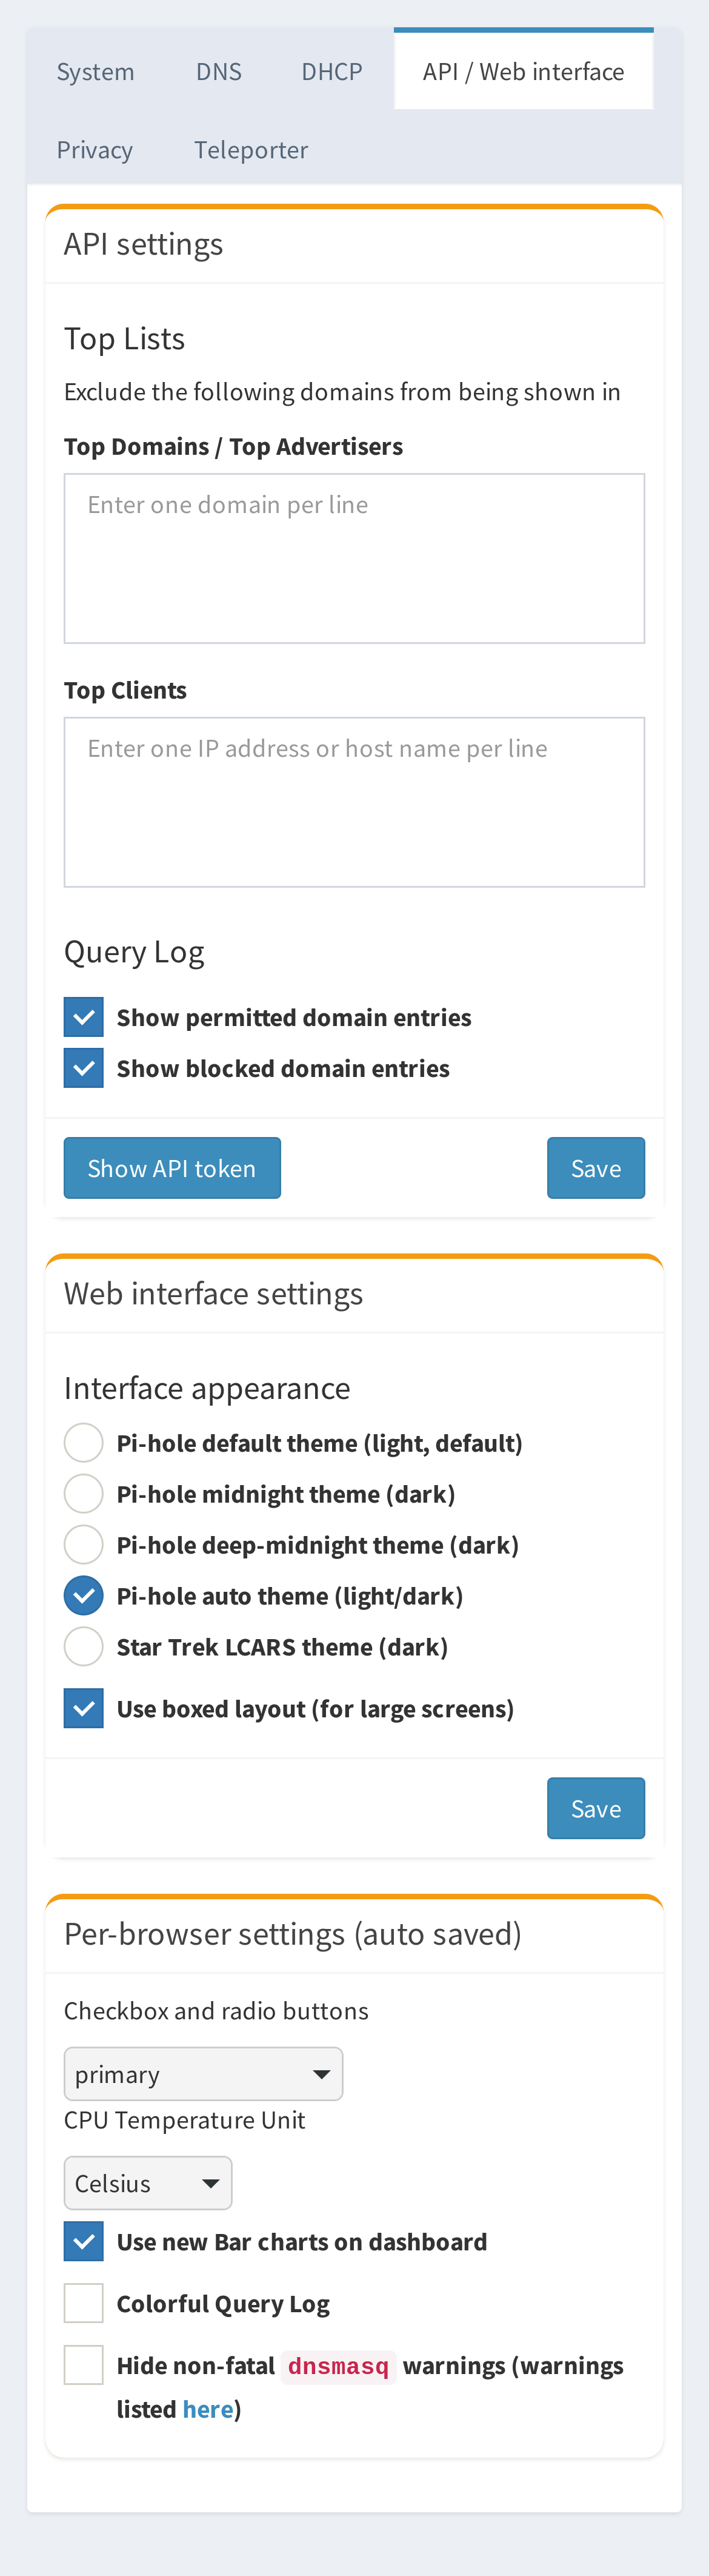 System DNS DHCP API / Web interface
Privacy Teleporter
API settings
Top Lists
Exclude the following domains from being shown in
Top Domains / Top Advertisers
Enter one domain per line
Top Clients
Enter one IP address or host name per line
Query Log
Show permitted domain entries
Show blocked domain entries
Show API token Save
Web interface settings
Interface appearance
Pi-hole default theme (light, default)
Pi-hole midnight theme (dark)
Pi-hole deep-midnight theme (dark)
Pi-hole auto theme (light/dark)
Star Trek LCARS theme (dark)
Use boxed layout (for large screens)
Save
Per-browser settings (auto saved)
Checkbox and radio buttons
primary
CPU Temperature Unit
Celsius
Use new Bar charts on dashboard
Colorful Query Log
Hide non-fatal dnsmasq warnings (warnings
listed here)